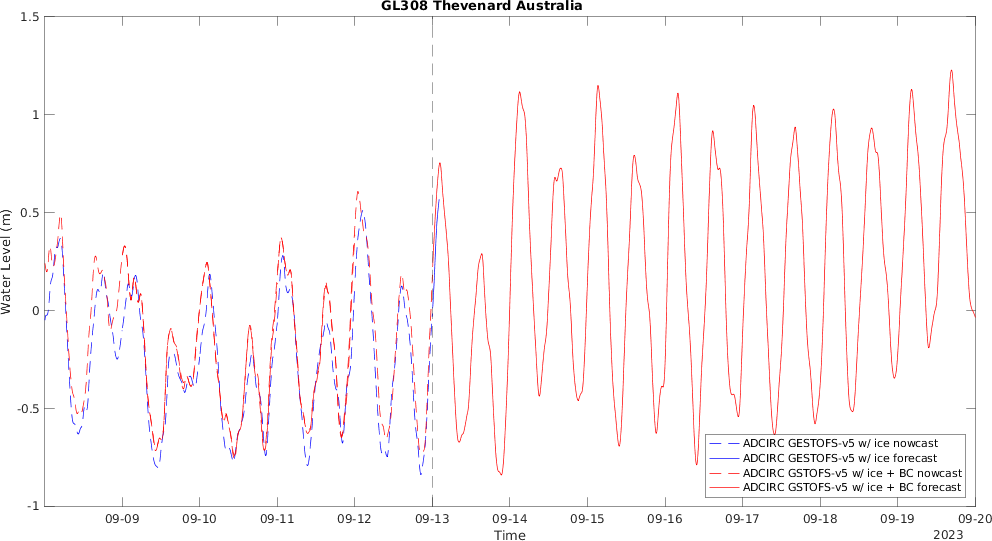 GL308 Thevenard Australia
1.5
1
0.5
0
-0.5
-1
Water Level (m)
09-09
09-10
09-11
09-12
09-13
09-14
09-15
09-16
09-17
09-18
09-19
09-20
Time
2023
ADCIRC GESTOFS-v5 w/ ice nowcast
ADCIRC GESTOFS-v5 w/ ice forecast
ADCIRC GSTOFS-v5 w/ ice + BC nowcast
ADCIRC GSTOFS-v5 w/ ice + BC forecast